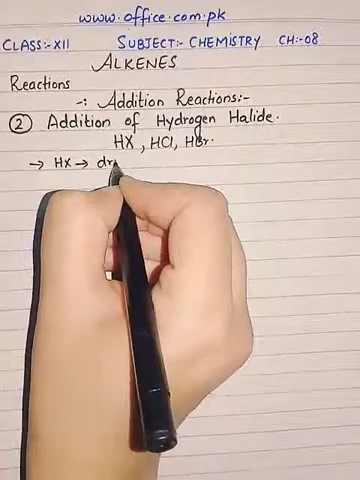 www.office.com.pk
CLASS:-XII SUBJECT:- CHEMISTRY CH:-08
ALKENES
Reactions
-: Addition Reactions:-
② Addition of Hydrogen Halide.
HX, HCl, HBr.
→ HX → dr